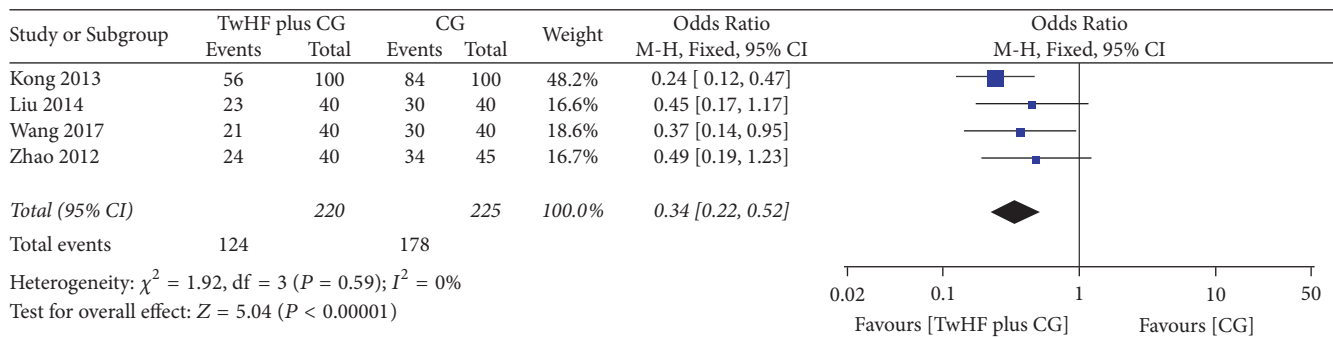 Study or Subgroup TwHF plus CG CG Weight Odds Ratio Odds Ratio
Events Total Events Total M-H, Fixed, 95% CI M-H, Fixed, 95% CI
Kong 2013 56 100 84 100 48.2% 0.24 [ 0.12, 0.47]
Liu 2014 23 40 30 40 16.6% 0.45 [0.17, 1.17]
Wang 2017 21 40 30 40 18.6% 0.37 [0.14, 0.95]
Zhao 2012 24 40 34 45 16.7% 0.49 [0.19, 1.23]
Total (95% CI) 220 225 100.0% 0.34 [0.22, 0.52]
Total events 124 178
Heterogeneity: χ² = 1.92, df = 3 (P = 0.59); I² = 0%
Test for overall effect: Z = 5.04 (P < 0.00001)
0.02 0.1 1 10 50
Favours [TwHF plus CG] Favours [CG]